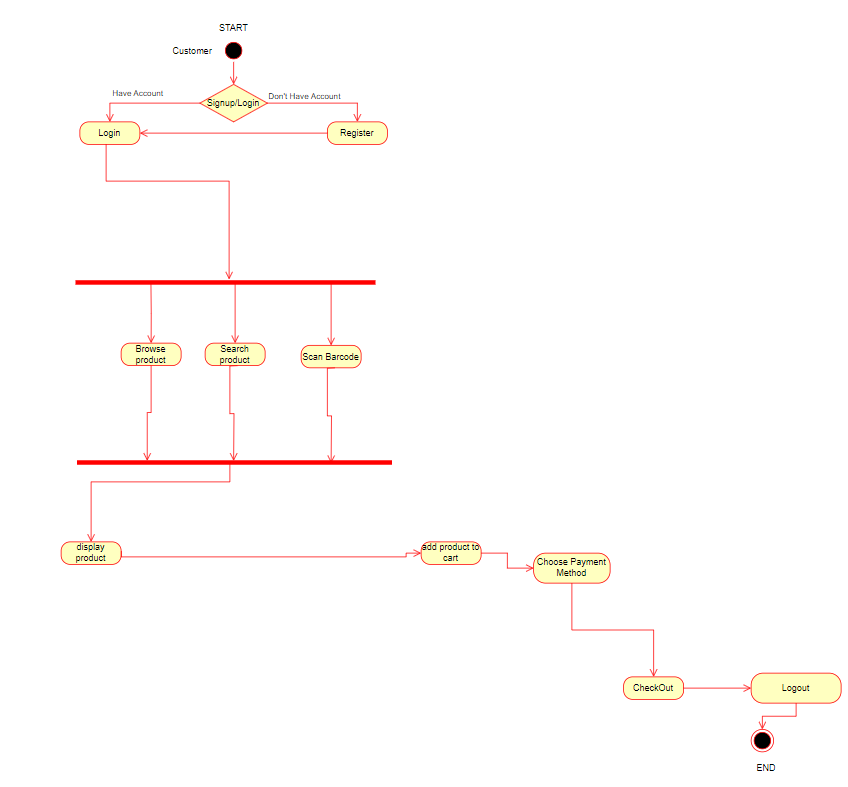 START
Customer
Have Account
Don't Have Account
Signup/Login
Login
Register
Browse
product
Search
product
Scan Barcode
display
product
add product to
cart
Choose Payment
Method
CheckOut
Logout
END